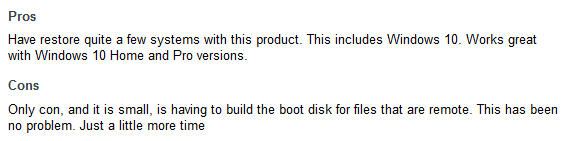 Pros
Have restore quite a few systems with this product. This includes Windows 10. Works great
with Windows 10 Home and Pro versions.
Cons
Only con, and it is small, is having to build the boot disk for files that are remote. This has been
no problem. Just a little more time